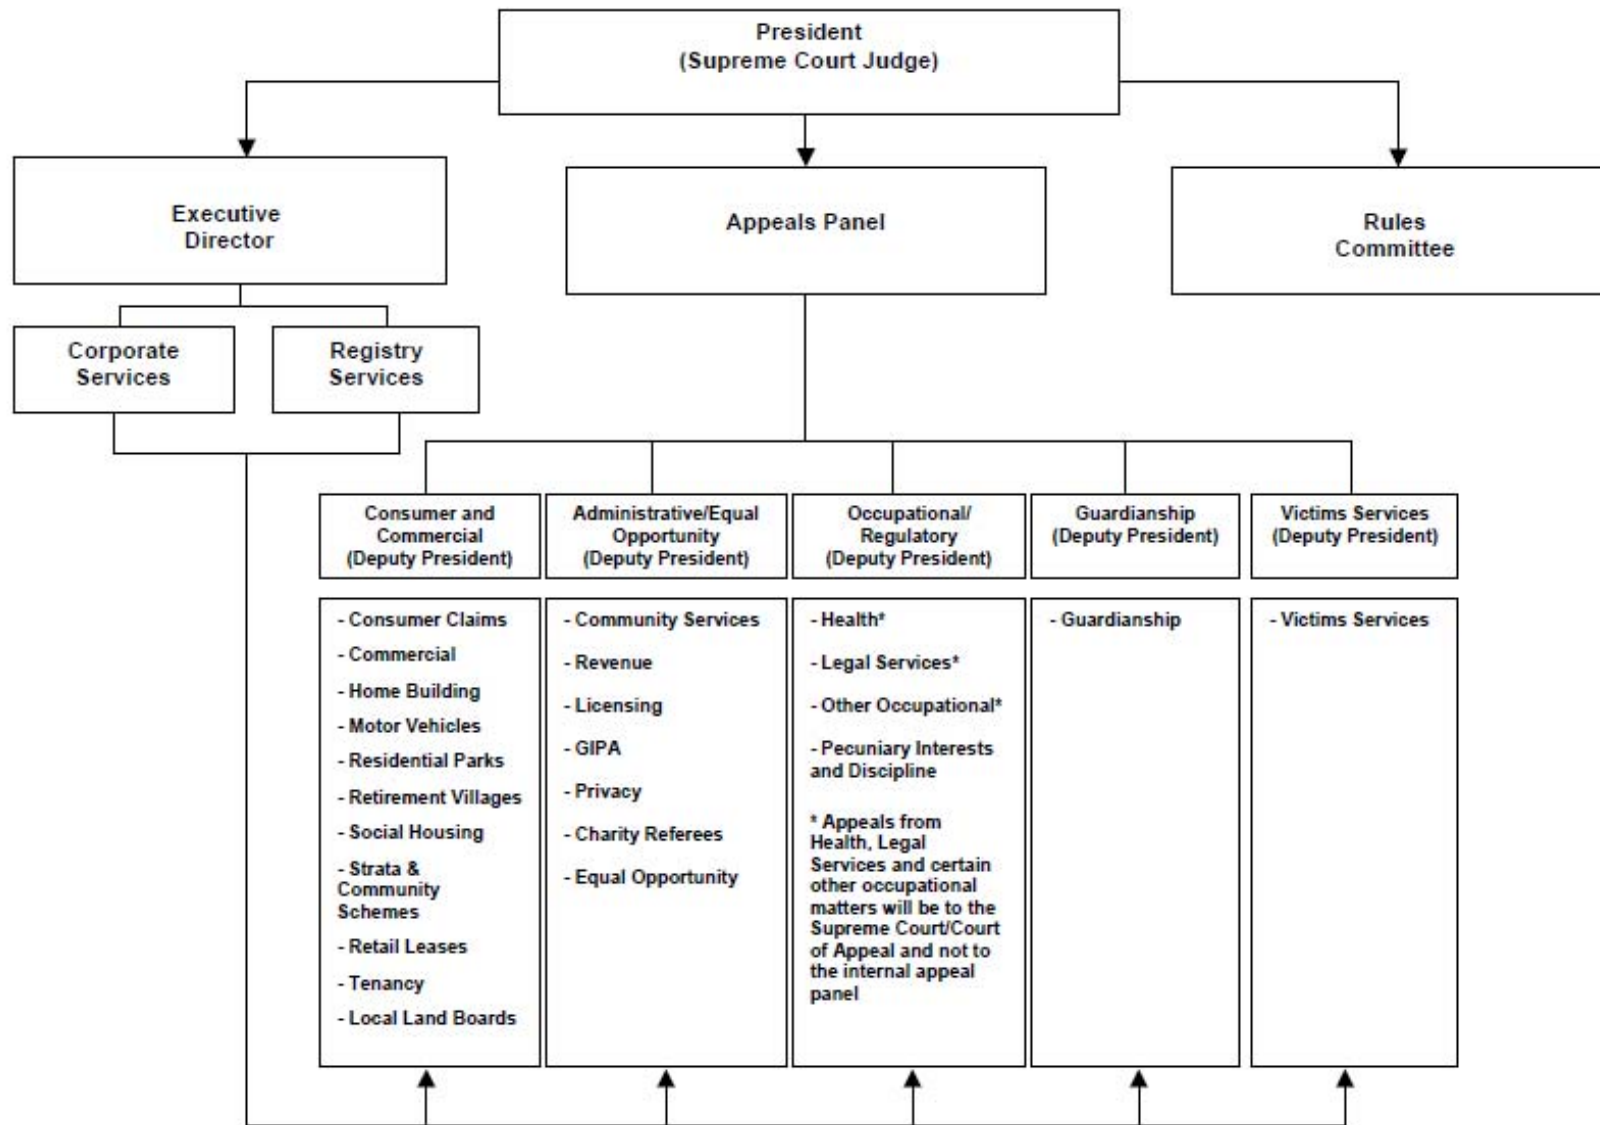 President
(Supreme Court Judge)
Executive
Director
Appeals Panel
Rules
Committee
Corporate
Services
Registry
Services
Consumer and
Commercial
(Deputy President)
Administrative/Equal
Opportunity
(Deputy President)
Occupational/
Regulatory
(Deputy President)
Guardianship
(Deputy President)
Victims Services
(Deputy President)
- Consumer Claims
- Commercial
- Home Building
- Motor Vehicles
- Residential Parks
- Retirement Villages
- Social Housing
- Strata &
Community
Schemes
- Retail Leases
- Tenancy
- Local Land Boards
- Community Services
- Revenue
- Licensing
- GIPA
- Privacy
- Charity Referees
- Equal Opportunity
- Health*
- Legal Services*
- Other Occupational*
- Pecuniary Interests
and Discipline
* Appeals from
Health, Legal
Services and certain
other occupational
matters will be to the
Supreme Court/Court
of Appeal and not to
the internal appeal
panel
- Guardianship
- Victims Services